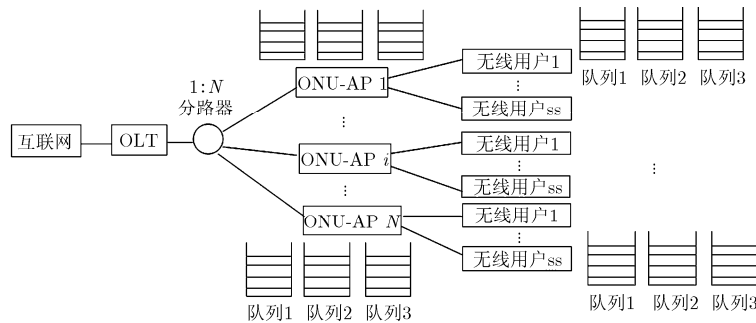 无线用户1
队列1 队列2 队列3
1:N
分路器
ONU-AP 1
⋮
无线用户ss
⋯
互联网
OLT
无线用户1
ONU-AP i
⋮
无线用户ss
⋮
⋯
无线用户1
ONU-AP N
⋮
无线用户ss
队列1 队列2 队列3
队列1 队列2 队列3